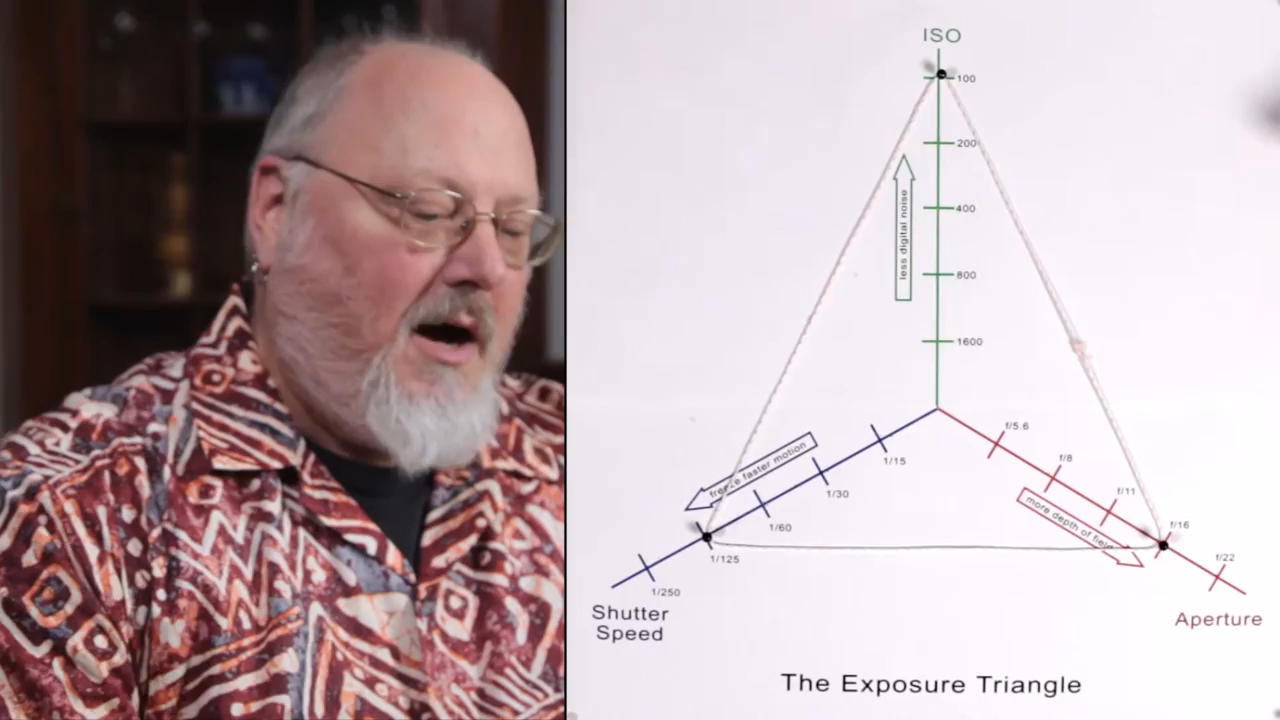 ISO
100
200
400
800
1600
less digital noise
freeze faster motion
1/15
1/30
1/60
1/125
1/250
Shutter
Speed
f/5.6
f/8
f/11
f/16
f/22
more depth of field
Aperture
The Exposure Triangle